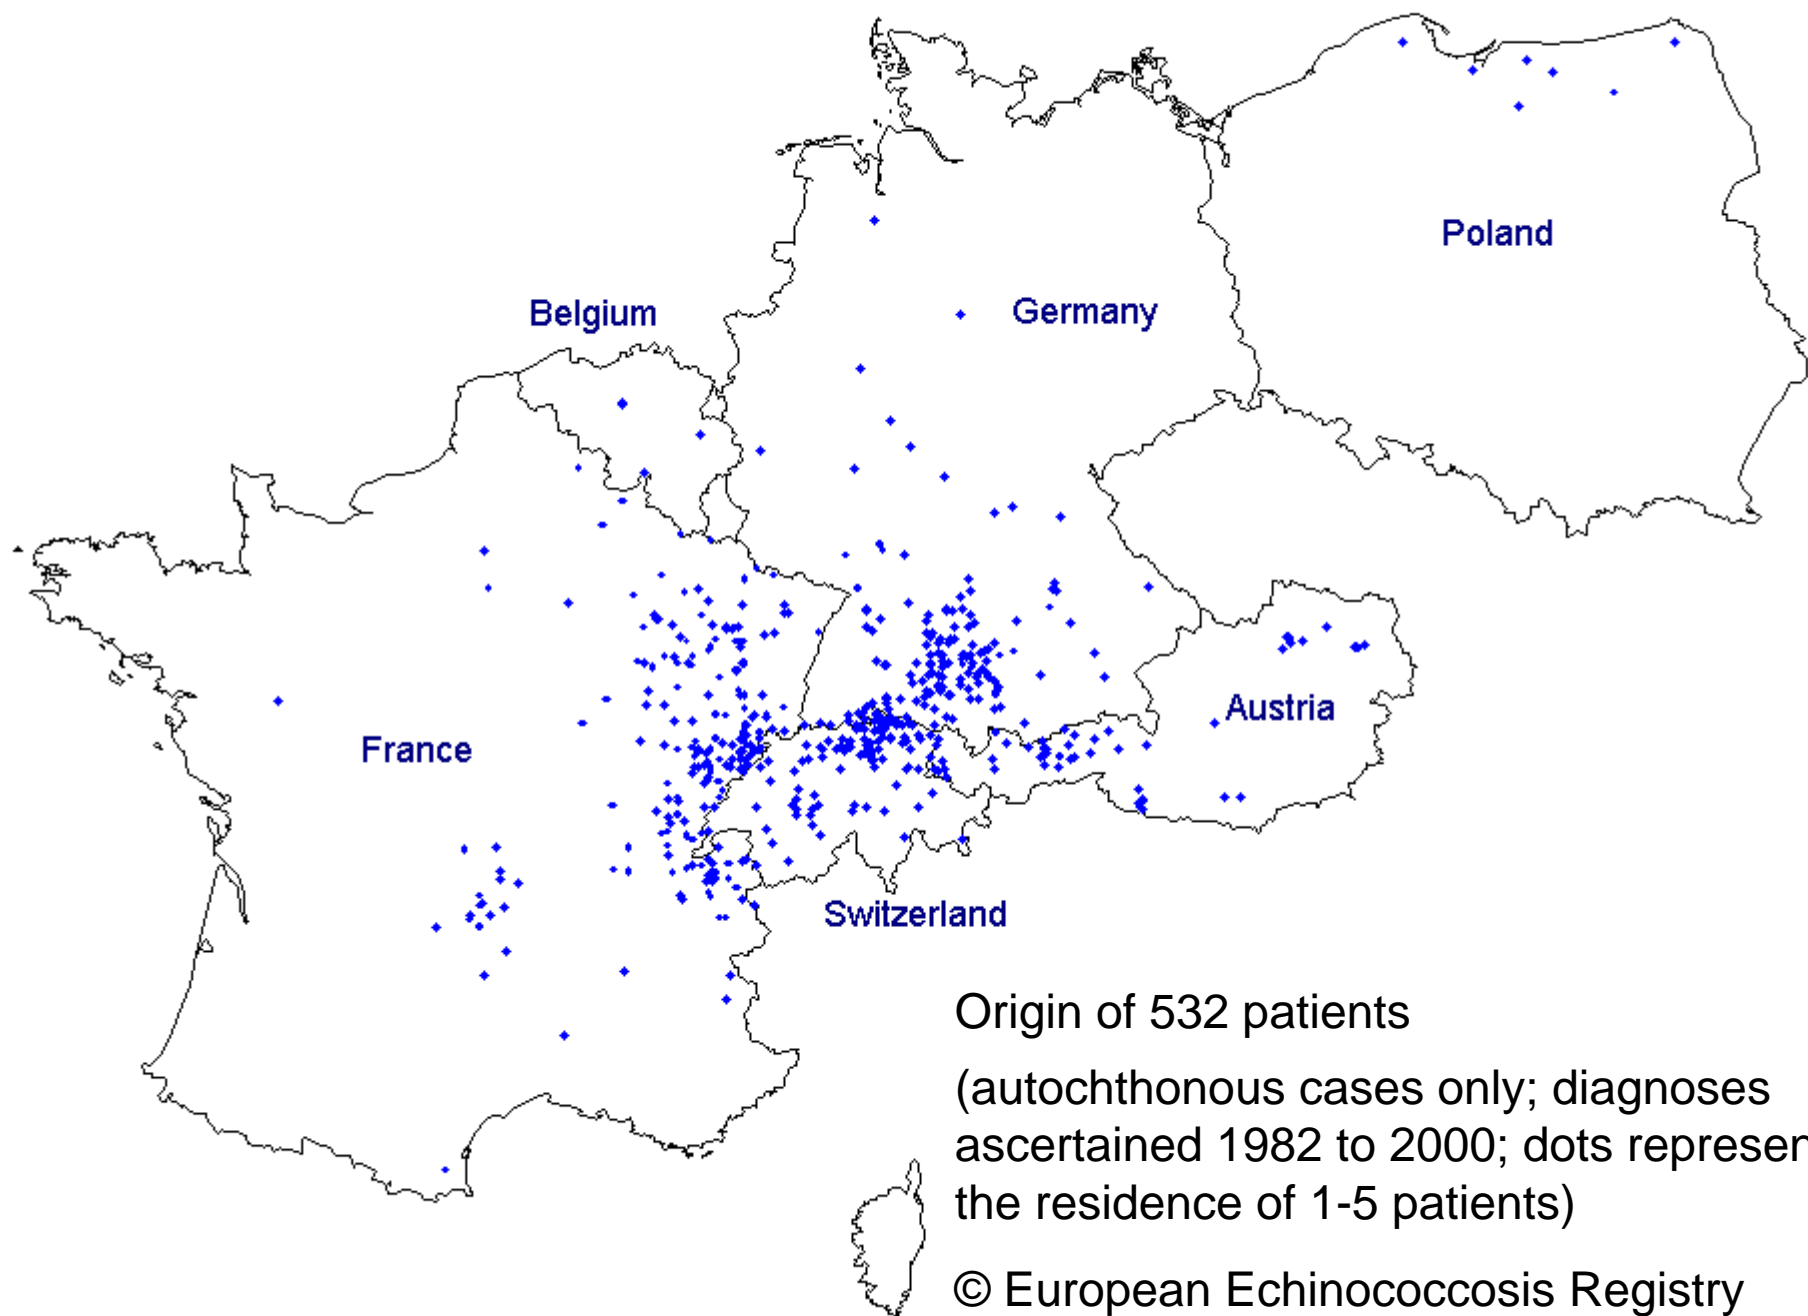 Poland
Belgium
Germany
Austria
France
Switzerland
Origin of 532 patients
(autochthonous cases only; diagnoses
ascertained 1982 to 2000; dots represen
the residence of 1-5 patients)
© European Echinococcosis Registry